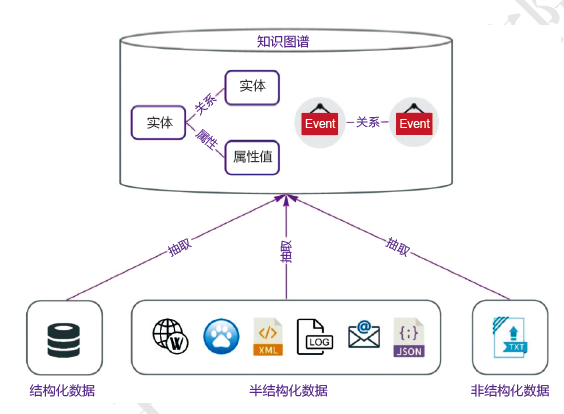 知识图谱
实体
关系
实体
属性
属性值
Event
关系
Event
抽取
抽取
抽取
W
XML
LOG
@
{;}
JSON
TXT
结构化数据
半结构化数据
非结构化数据